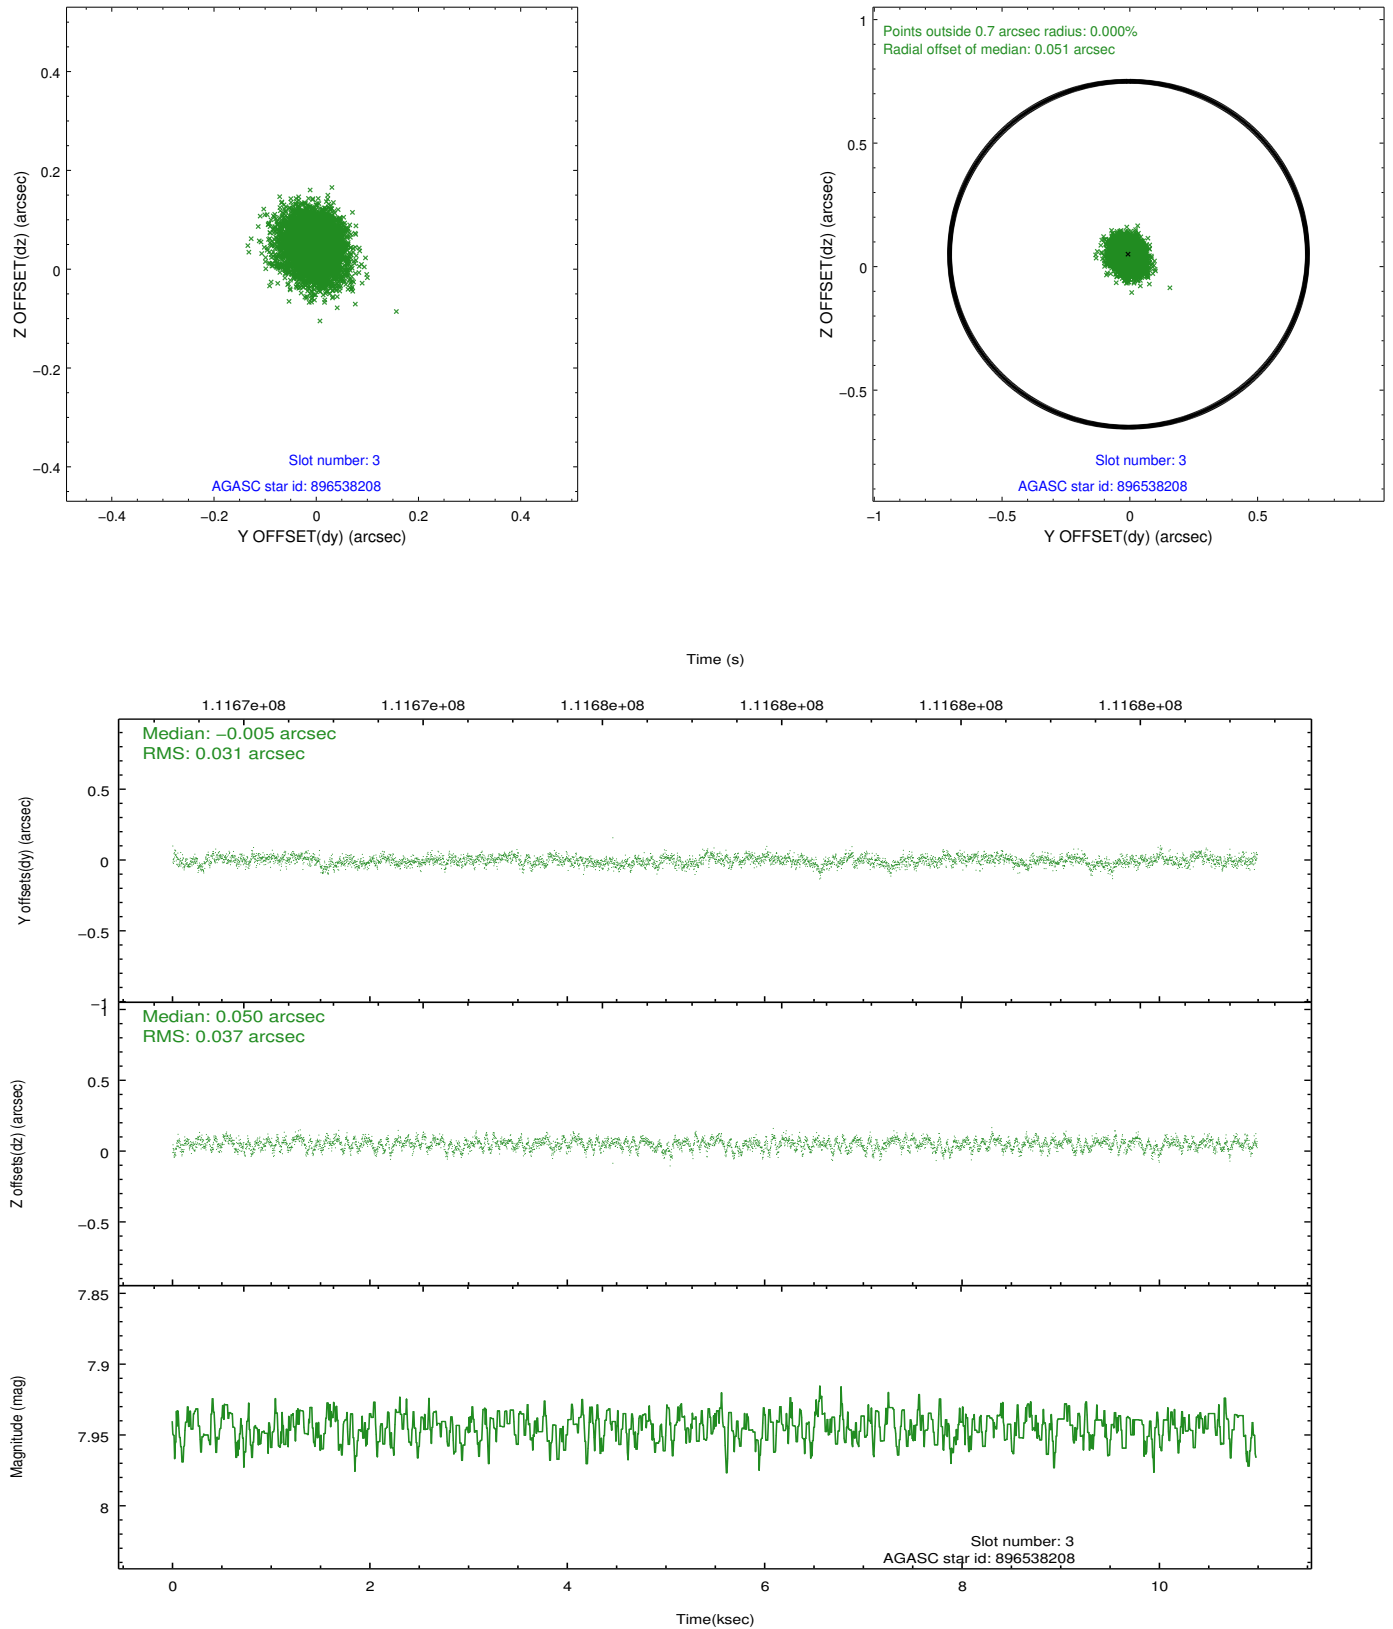 0.4
0.2
0
−0.2
−0.4
Z OFFSET(dz) (arcsec)
Slot number: 3
AGASC star id: 896538208
−0.4 −0.2 0 0.2 0.4
Y OFFSET(dy) (arcsec)
Points outside 0.7 arcsec radius: 0.000%
Radial offset of median: 0.051 arcsec
1
0.5
0
−0.5
Z OFFSET(dz) (arcsec)
Slot number: 3
AGASC star id: 896538208
−1 −0.5 0 0.5
Y OFFSET(dy) (arcsec)
Time (s)
1.1167e+08 1.1167e+08 1.1168e+08 1.1168e+08 1.1168e+08 1.1168e+08
Median: −0.005 arcsec
RMS: 0.031 arcsec
0.5
0
−0.5
−1
Y offsets(dy) (arcsec)
Median: 0.050 arcsec
RMS: 0.037 arcsec
1
0.5
0
−0.5
Z offsets(dz) (arcsec)
7.85
7.9
7.95
8
Magnitude (mag)
Slot number: 3
AGASC star id: 896538208
0 2 4 6 8 10
Time(ksec)